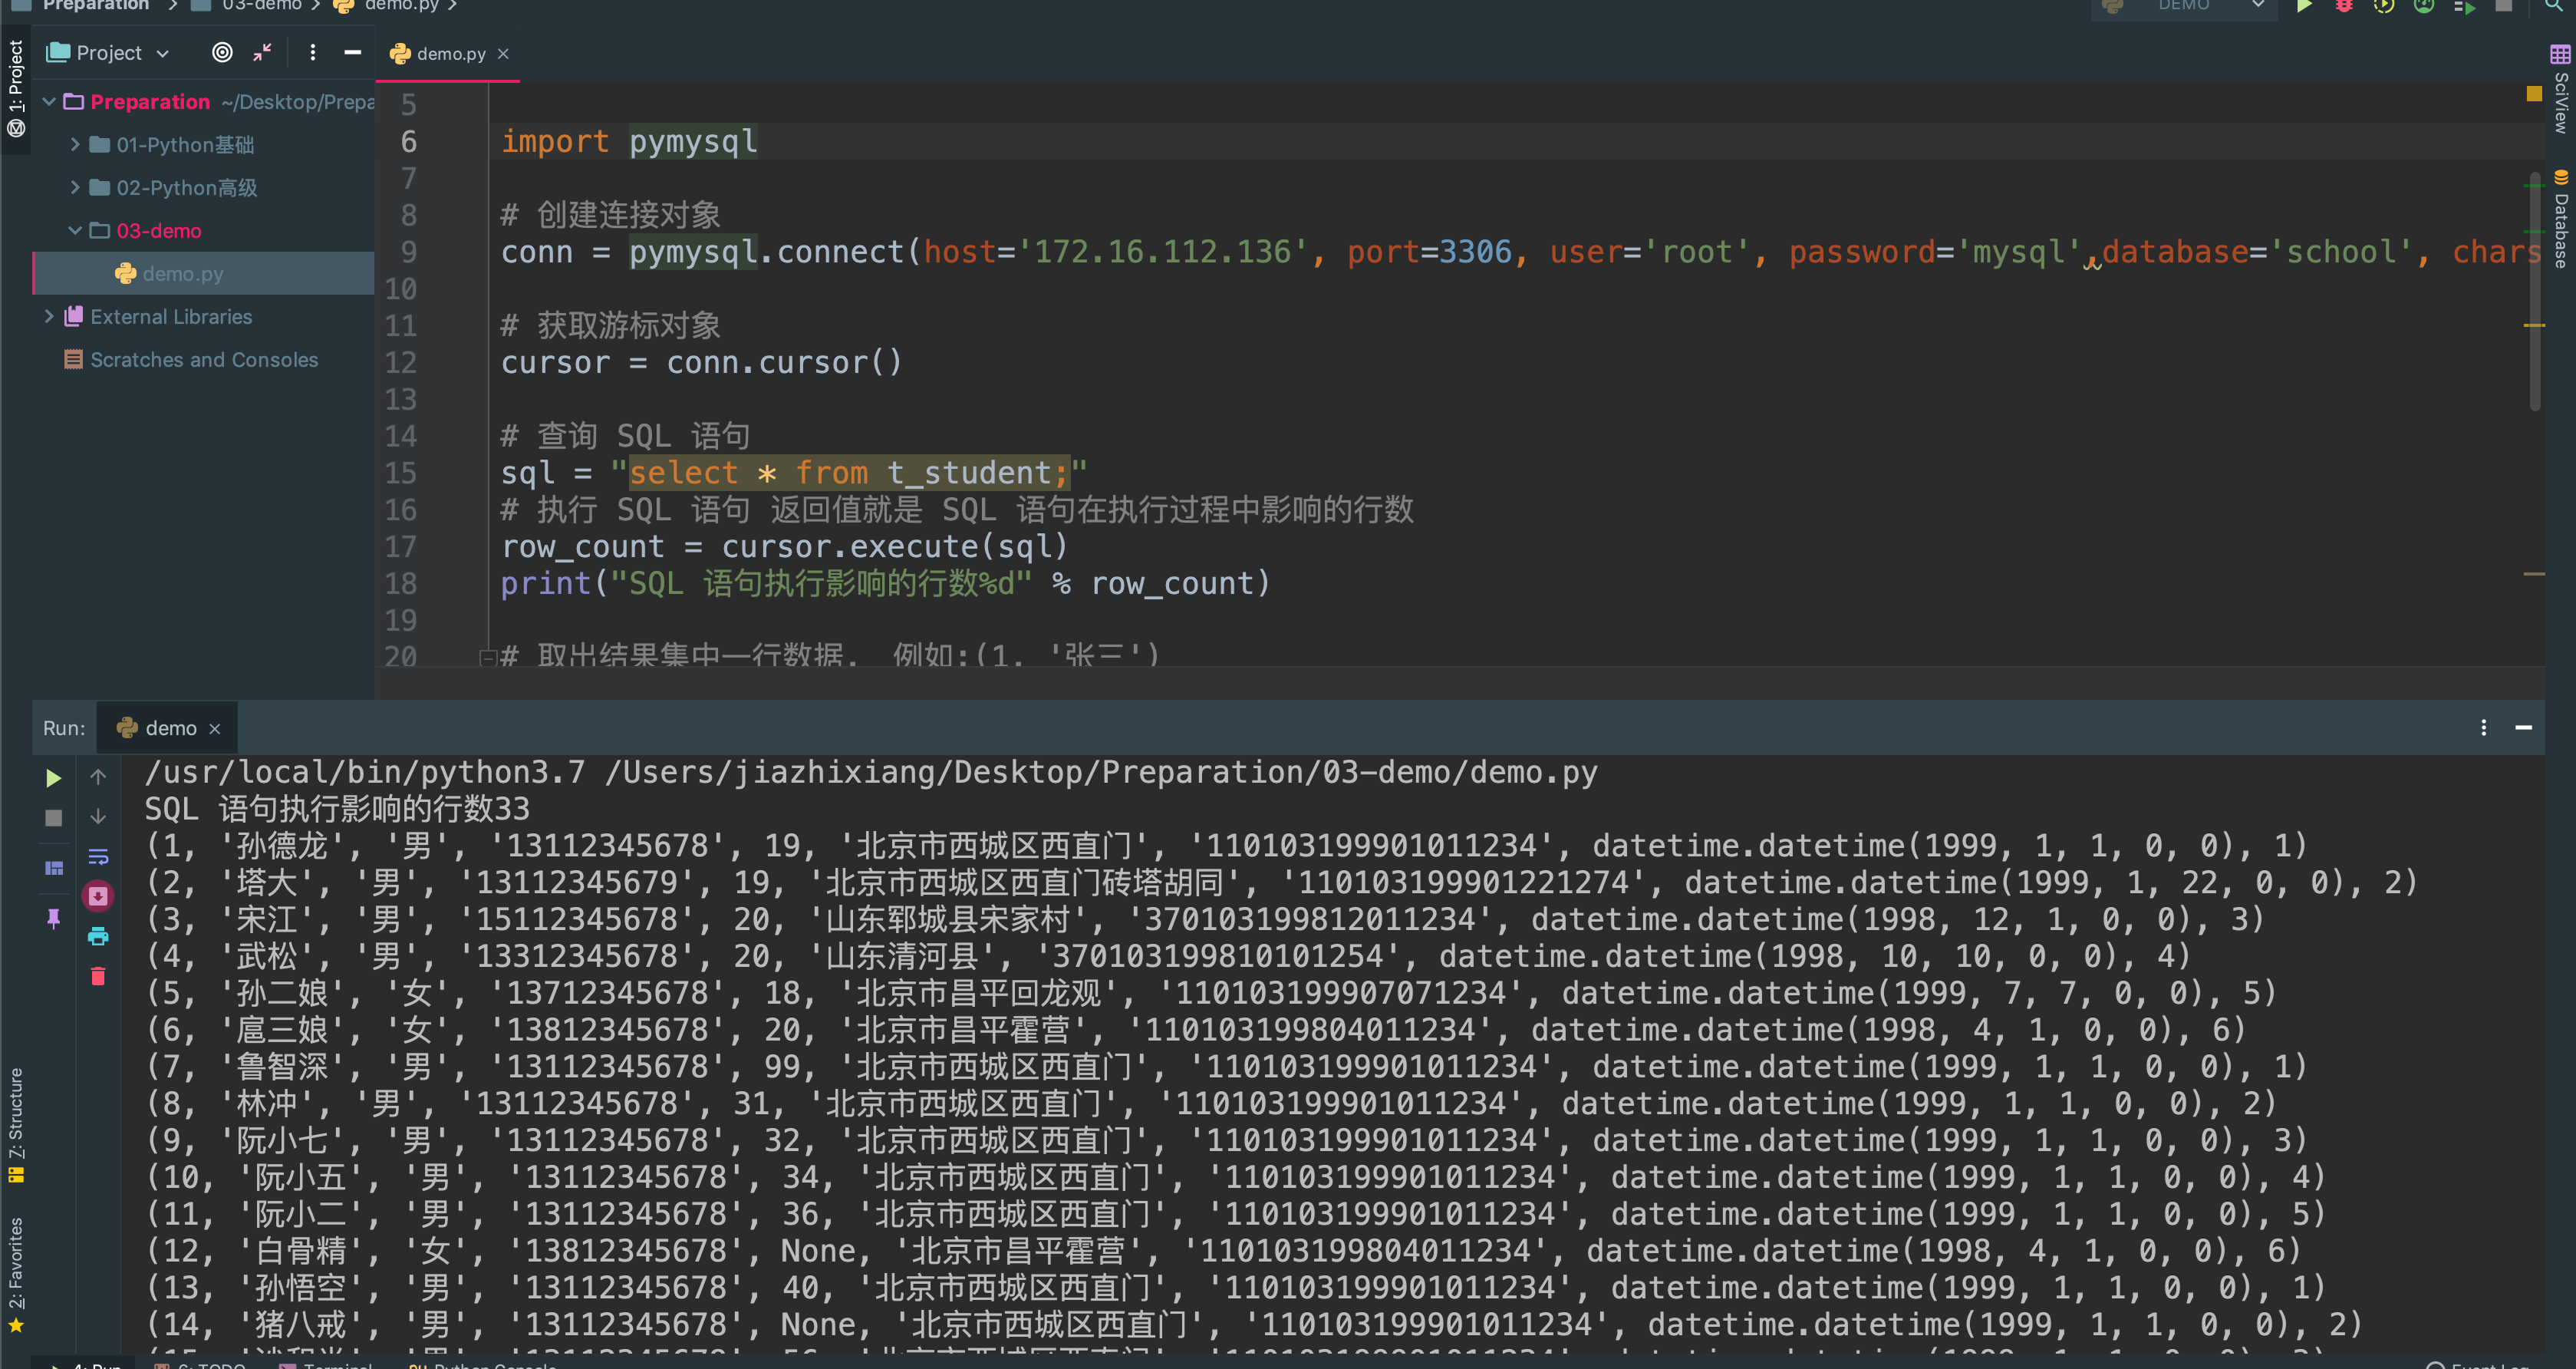 Preparation > 03-demo > demo.py >
DEMO
Project
demo.py ×
1: Project
Preparation ~/Desktop/Prepa
01-Python基础
02-Python高级
03-demo
demo.py
External Libraries
Scratches and Consoles
5
6 import pymysql
7
8 # 创建连接对象
9 conn = pymysql.connect(host='172.16.112.136', port=3306, user='root', password='mysql',database='school', chars
10
11 # 获取游标对象
12 cursor = conn.cursor()
13
14 # 查询 SQL 语句
15 sql = "select * from t_student;"
16 # 执行 SQL 语句 返回值就是 SQL 语句在执行过程中影响的行数
17 row_count = cursor.execute(sql)
18 print("SQL 语句执行影响的行数%d" % row_count)
19
20 # 取出结果集中一行数据, 例如:(1, '张三')
SciView
Database
Run: demo ×
/usr/local/bin/python3.7 /Users/jiazhixiang/Desktop/Preparation/03-demo/demo.py
SQL 语句执行影响的行数33
(1, '孙德龙', '男', '13112345678', 19, '北京市西城区西直门', '110103199901011234', datetime.datetime(1999, 1, 1, 0, 0), 1)
(2, '塔大', '男', '13112345679', 19, '北京市西城区西直门砖塔胡同', '110103199901221274', datetime.datetime(1999, 1, 22, 0, 0), 2)
(3, '宋江', '男', '15112345678', 20, '山东郓城县宋家村', '370103199812011234', datetime.datetime(1998, 12, 1, 0, 0), 3)
(4, '武松', '男', '13312345678', 20, '山东清河县', '370103199810101254', datetime.datetime(1998, 10, 10, 0, 0), 4)
(5, '孙二娘', '女', '13712345678', 18, '北京市昌平回龙观', '110103199907071234', datetime.datetime(1999, 7, 7, 0, 0), 5)
(6, '扈三娘', '女', '13812345678', 20, '北京市昌平霍营', '110103199804011234', datetime.datetime(1998, 4, 1, 0, 0), 6)
(7, '鲁智深', '男', '13112345678', 99, '北京市西城区西直门', '110103199901011234', datetime.datetime(1999, 1, 1, 0, 0), 1)
(8, '林冲', '男', '13112345678', 31, '北京市西城区西直门', '110103199901011234', datetime.datetime(1999, 1, 1, 0, 0), 2)
(9, '阮小七', '男', '13112345678', 32, '北京市西城区西直门', '110103199901011234', datetime.datetime(1999, 1, 1, 0, 0), 3)
(10, '阮小五', '男', '13112345678', 34, '北京市西城区西直门', '110103199901011234', datetime.datetime(1999, 1, 1, 0, 0), 4)
(11, '阮小二', '男', '13112345678', 36, '北京市西城区西直门', '110103199901011234', datetime.datetime(1999, 1, 1, 0, 0), 5)
(12, '白骨精', '女', '13812345678', None, '北京市昌平霍营', '110103199804011234', datetime.datetime(1998, 4, 1, 0, 0), 6)
(13, '孙悟空', '男', '13112345678', 40, '北京市西城区西直门', '110103199901011234', datetime.datetime(1999, 1, 1, 0, 0), 1)
(14, '猪八戒', '男', '13112345678', None, '北京市西城区西直门', '110103199901011234', datetime.datetime(1999, 1, 1, 0, 0), 2)
7: Structure
2: Favorites
4: Run 6: TODO Terminal Python Console
Event Log